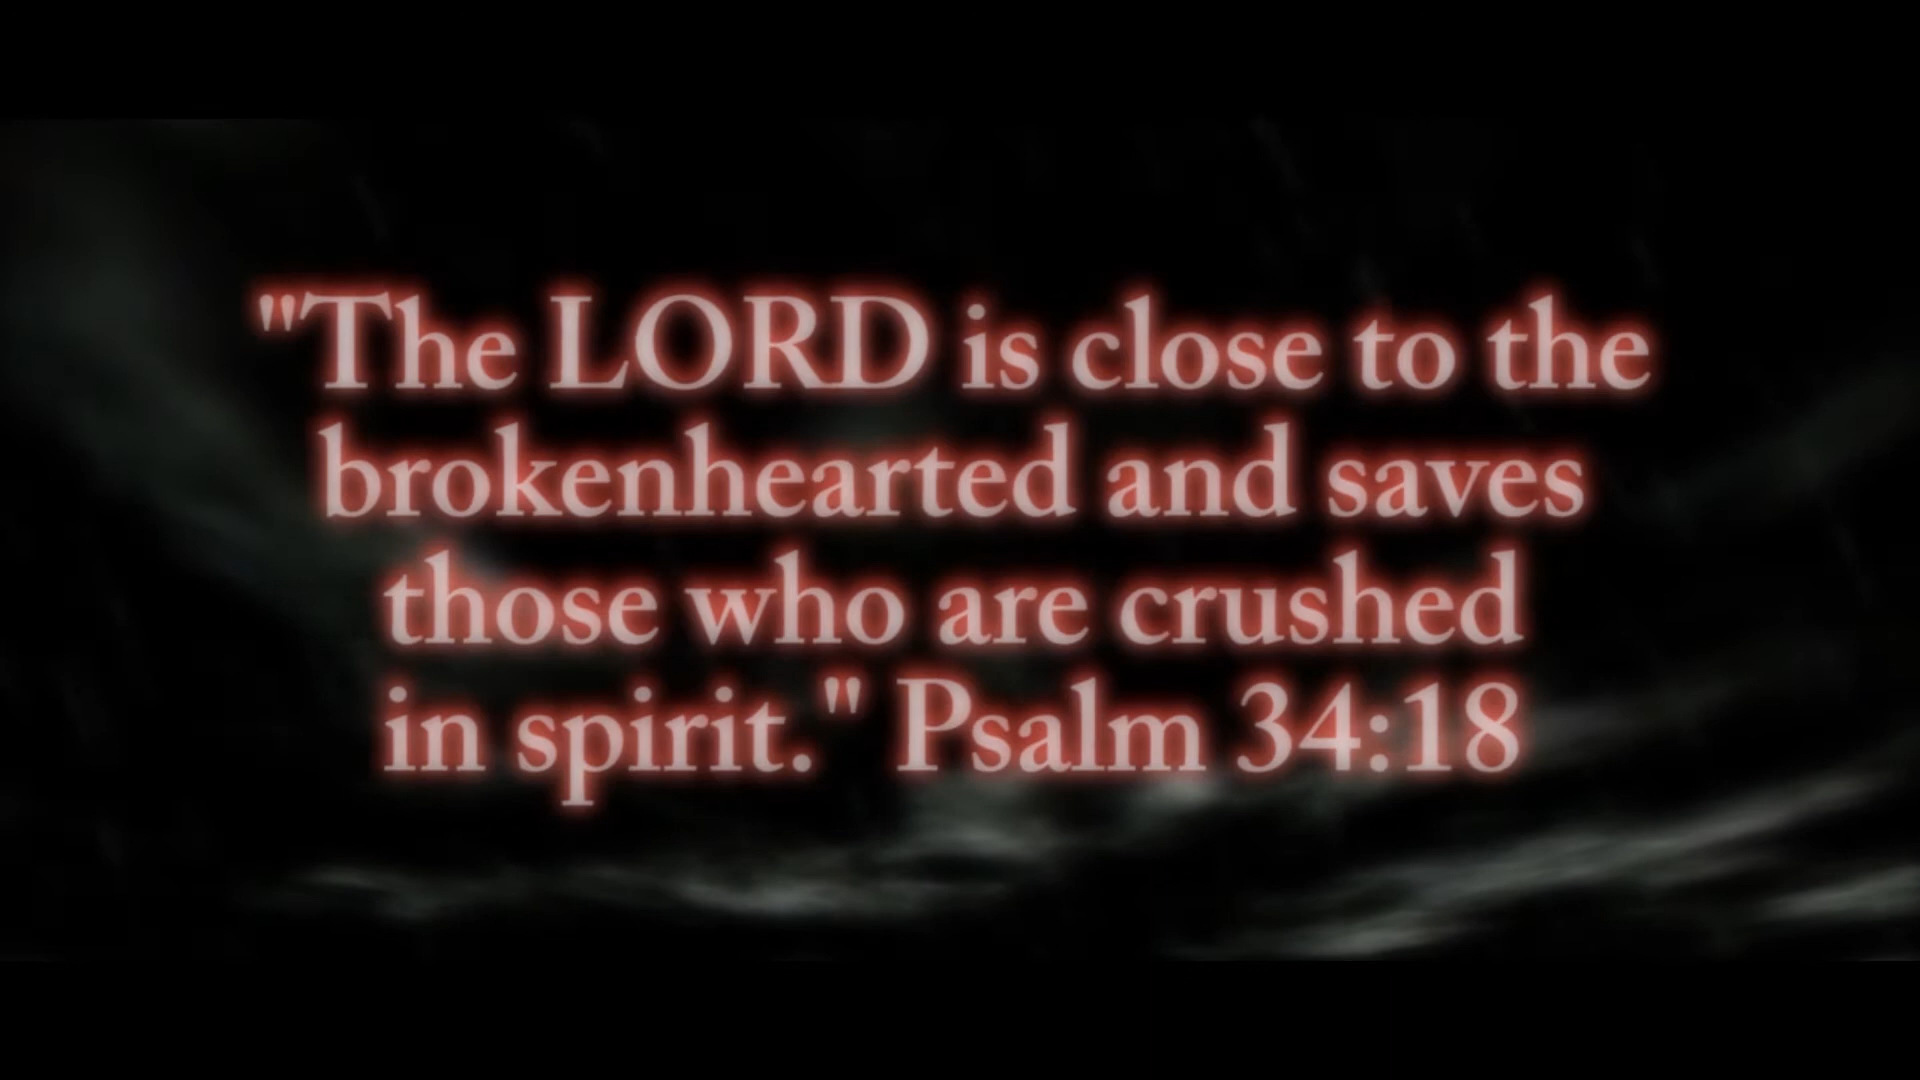 "The LORD is close to the
brokenhearted and saves
those who are crushed
in spirit." Psalm 34:18